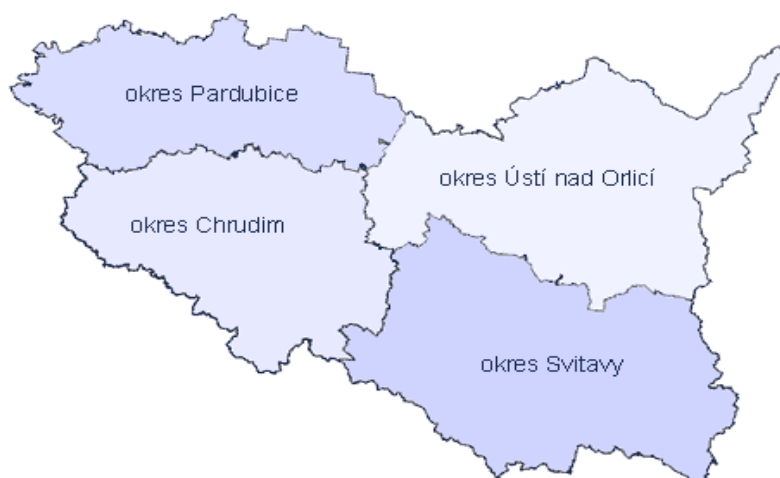 okres Pardubice
okres Ústí nad Orlicí
okres Chrudim
okres Svitavy